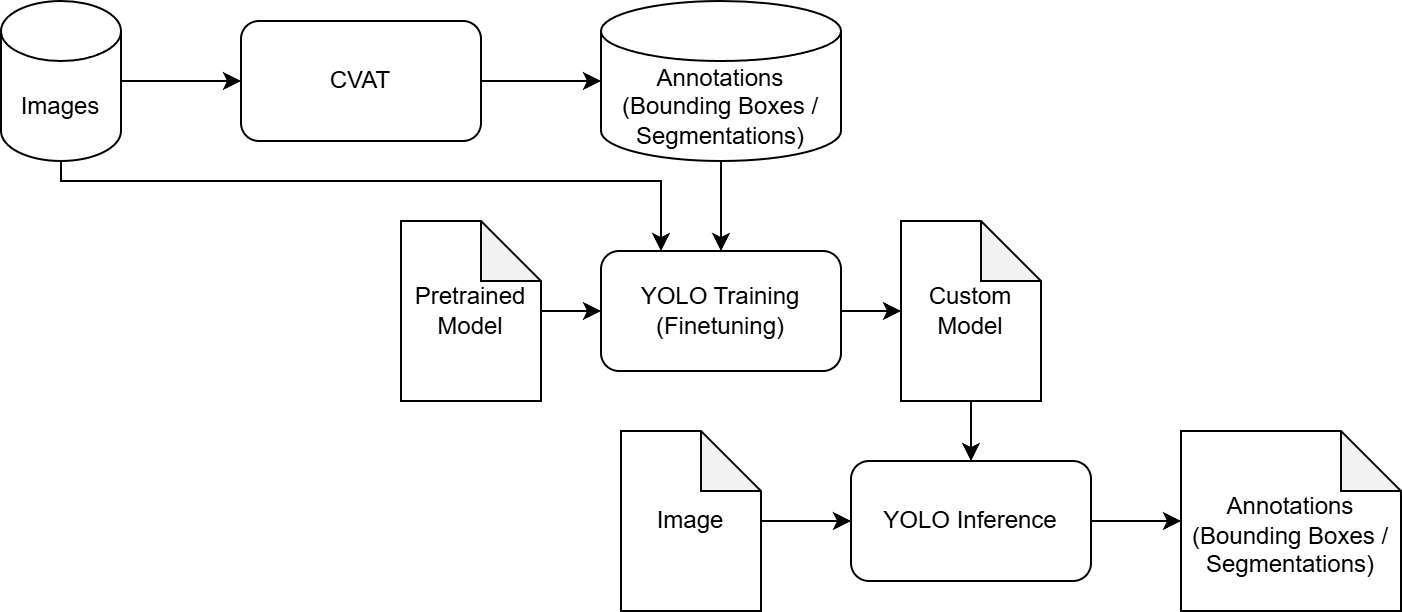 Images
CVAT
Annotations
(Bounding Boxes /
Segmentations)
Pretrained
Model
YOLO Training
(Finetuning)
Custom
Model
Image
YOLO Inference
Annotations
(Bounding Boxes /
Segmentations)